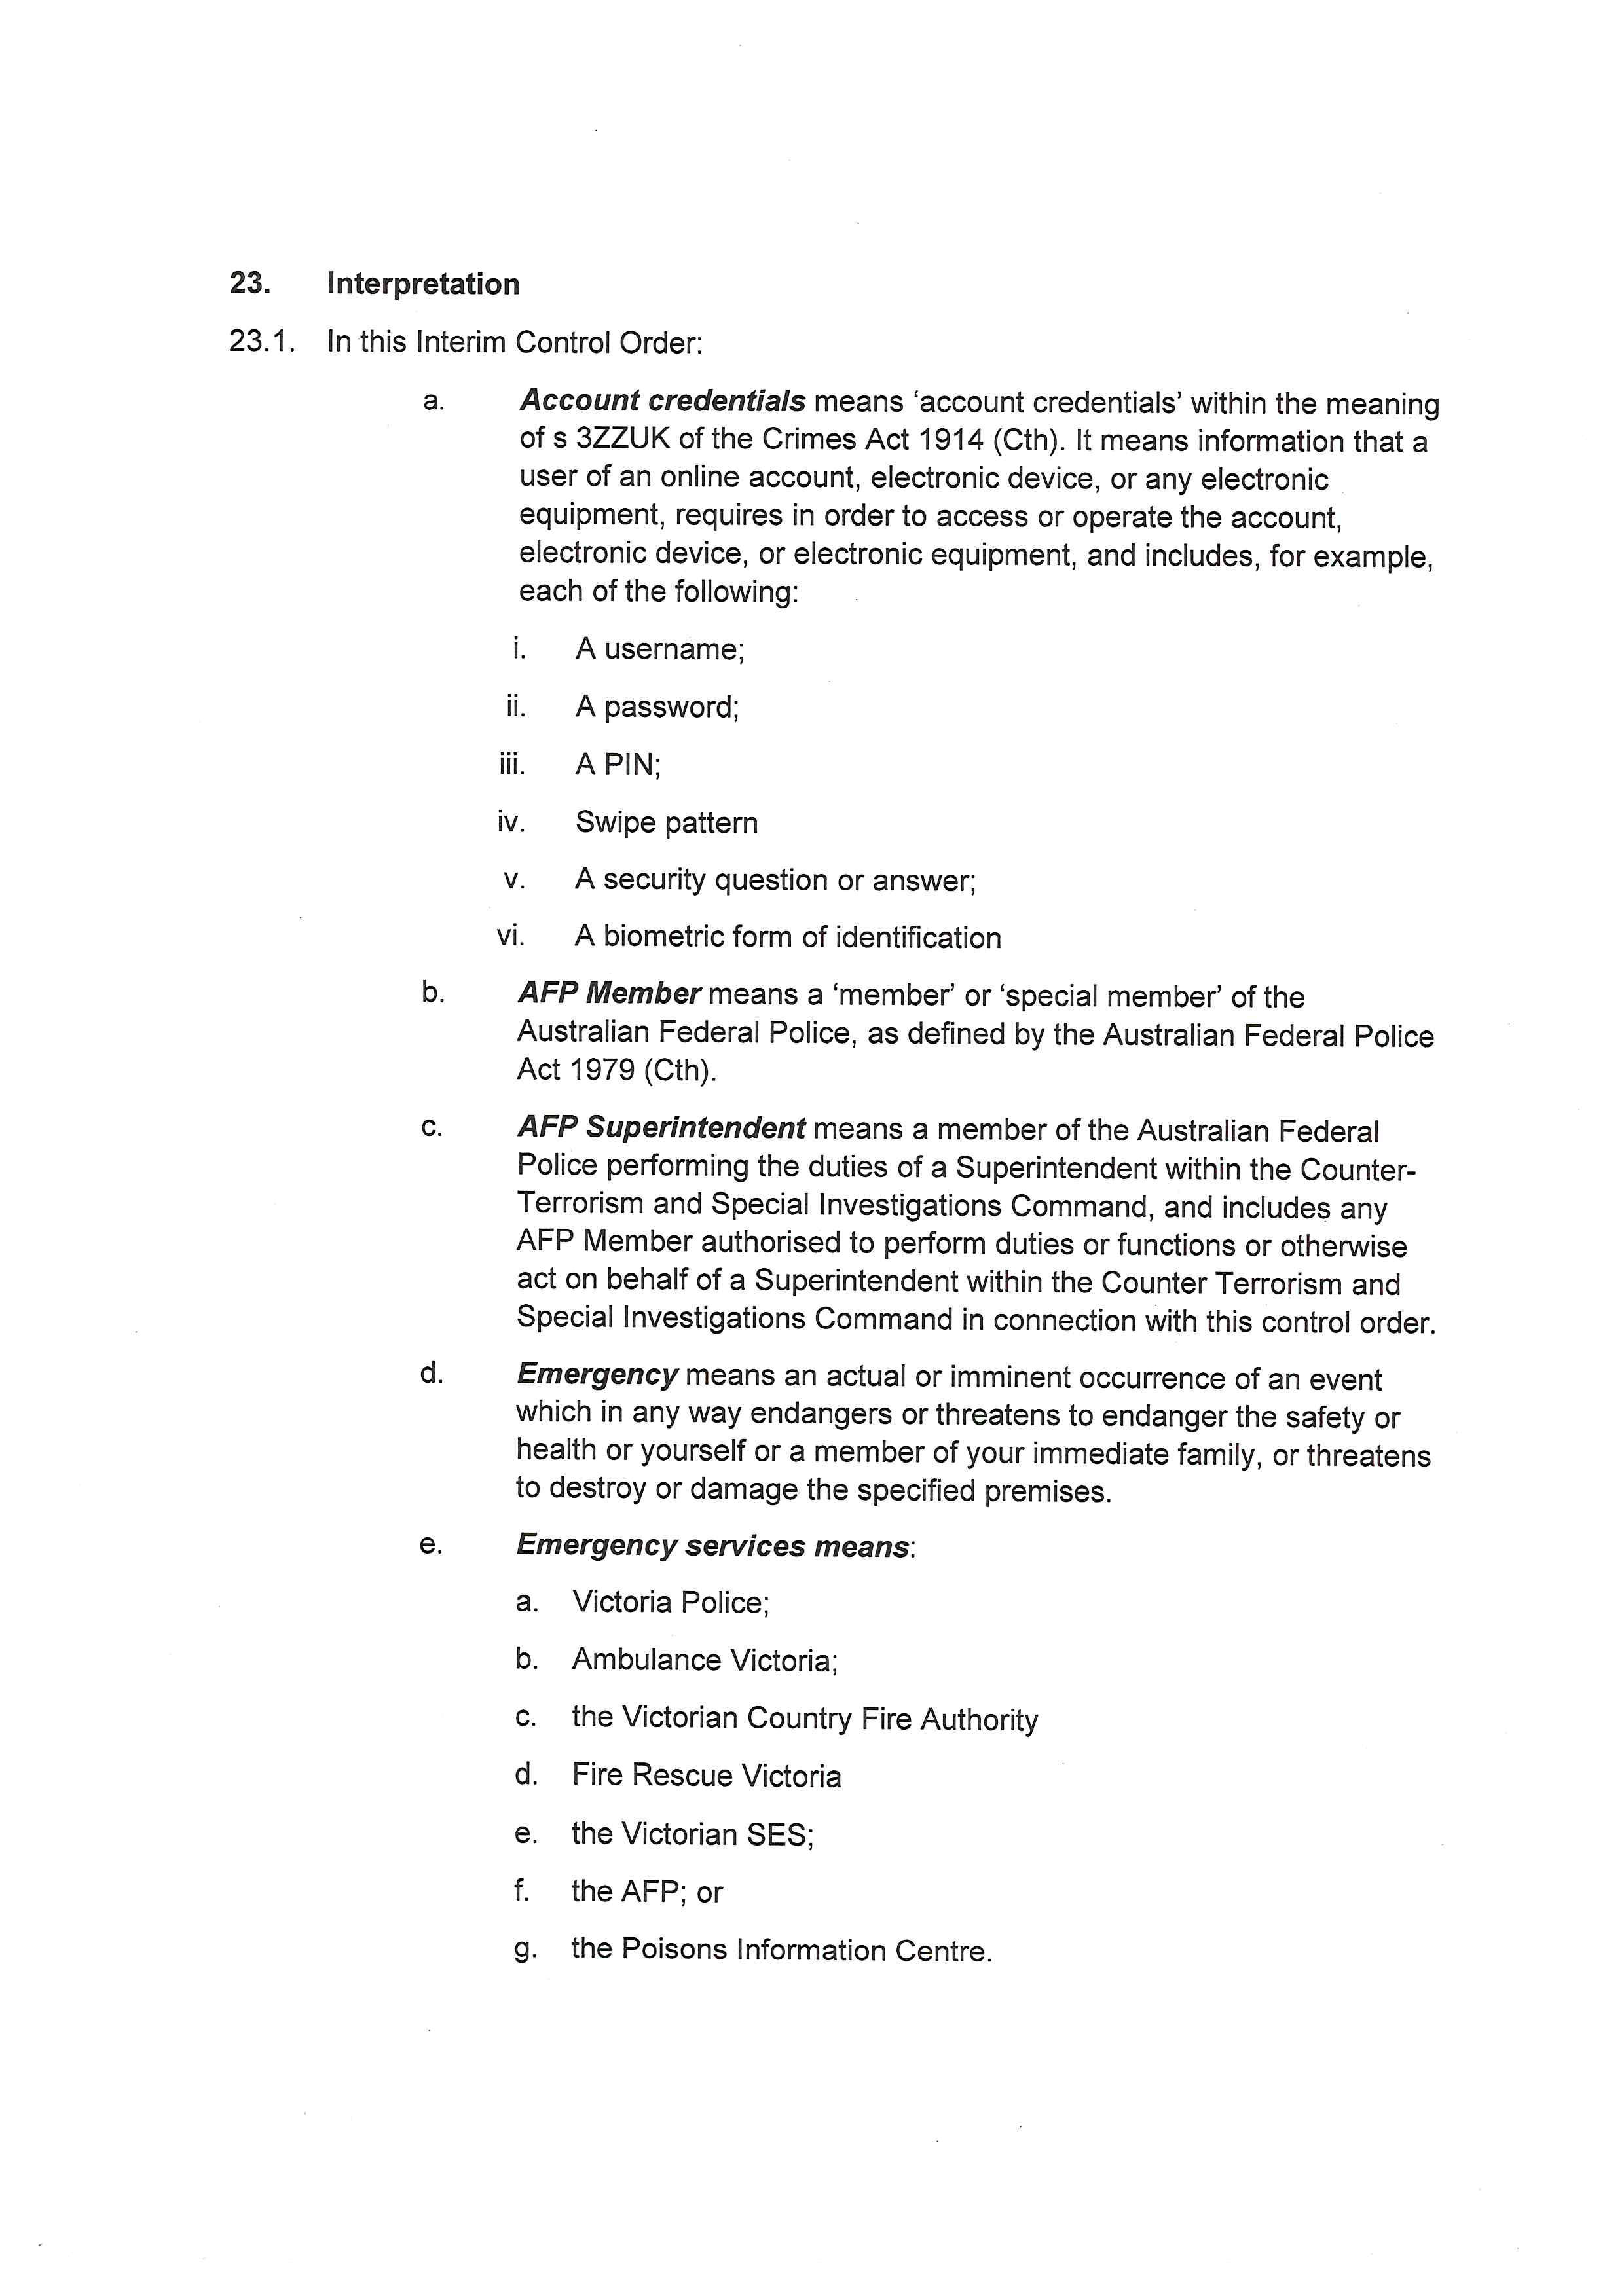 23. Interpretation
23.1. In this Interim Control Order:
a. Account credentials means ‘account credentials’ within the meaning
of s 3ZZUK of the Crimes Act 1914 (Cth). It means information that a
user of an online account, electronic device, or any electronic
equipment, requires in order to access or operate the account,
electronic device, or electronic equipment, and includes, for example,
each of the following:
i. A username;
ii. A password;
iii. A PIN;
iv. Swipe pattern
v. A security question or answer;
vi. A biometric form of identification
b. AFP Member means a ‘member’ or ‘special member’ of the
Australian Federal Police, as defined by the Australian Federal Police
Act 1979 (Cth).
c. AFP Superintendent means a member of the Australian Federal
Police performing the duties of a Superintendent within the Counter-
Terrorism and Special Investigations Command, and includes any
AFP Member authorised to perform duties or functions or otherwise
act on behalf of a Superintendent within the Counter Terrorism and
Special Investigations Command in connection with this control order.
d. Emergency means an actual or imminent occurrence of an event
which in any way endangers or threatens to endanger the safety or
health or yourself or a member of your immediate family, or threatens
to destroy or damage the specified premises.
e. Emergency services means:
a. Victoria Police;
b. Ambulance Victoria;
c. the Victorian Country Fire Authority
d. Fire Rescue Victoria
e. the Victorian SES;
f. the AFP; or
g. the Poisons Information Centre.